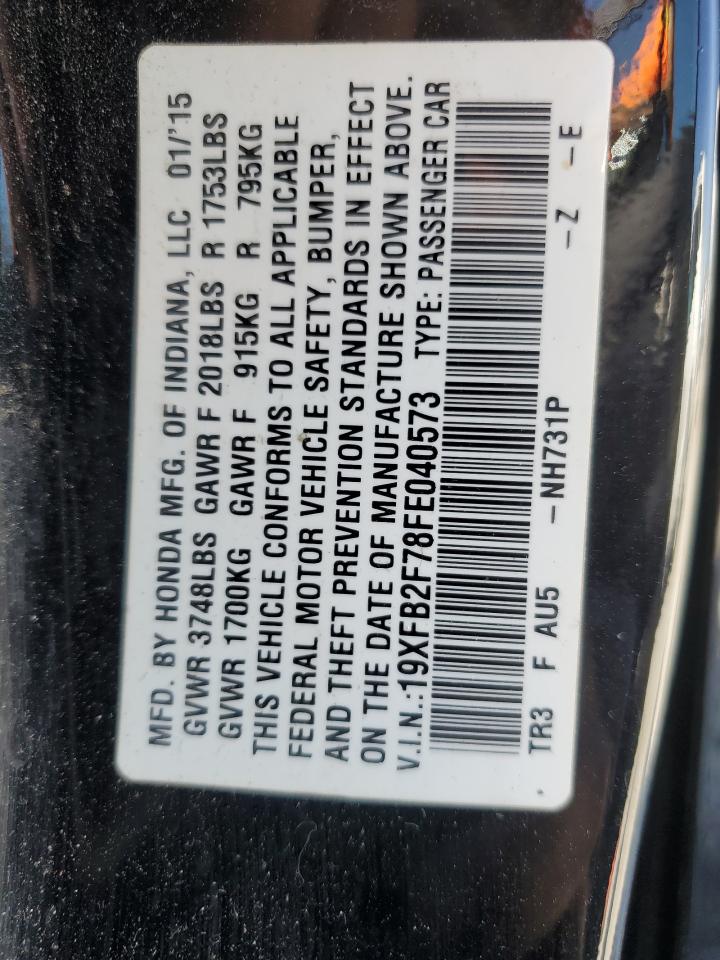 MFD. BY HONDA MFG. OF INDIANA, LLC 01/'15
GVWR 3748LBS GAWR F 2018LBS R 1753LBS
GVWR 1700KG GAWR F 915KG R 795KG
THIS VEHICLE CONFORMS TO ALL APPLICABLE
FEDERAL MOTOR VEHICLE SAFETY, BUMPER,
AND THEFT PREVENTION STANDARDS IN EFFECT
ON THE DATE OF MANUFACTURE SHOWN ABOVE.
V.I.N.:19XFB2F78FE040573 TYPE: PASSENGER CAR
TR3 F AU5 -NH731P -Z -E